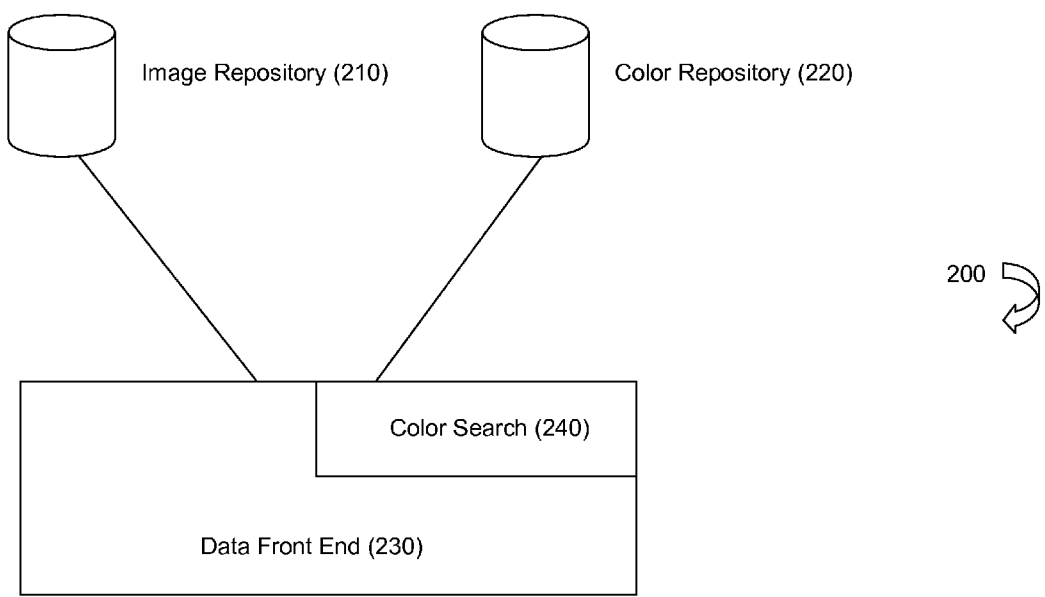 Image Repository (210)
Color Repository (220)
200
Color Search (240)
Data Front End (230)